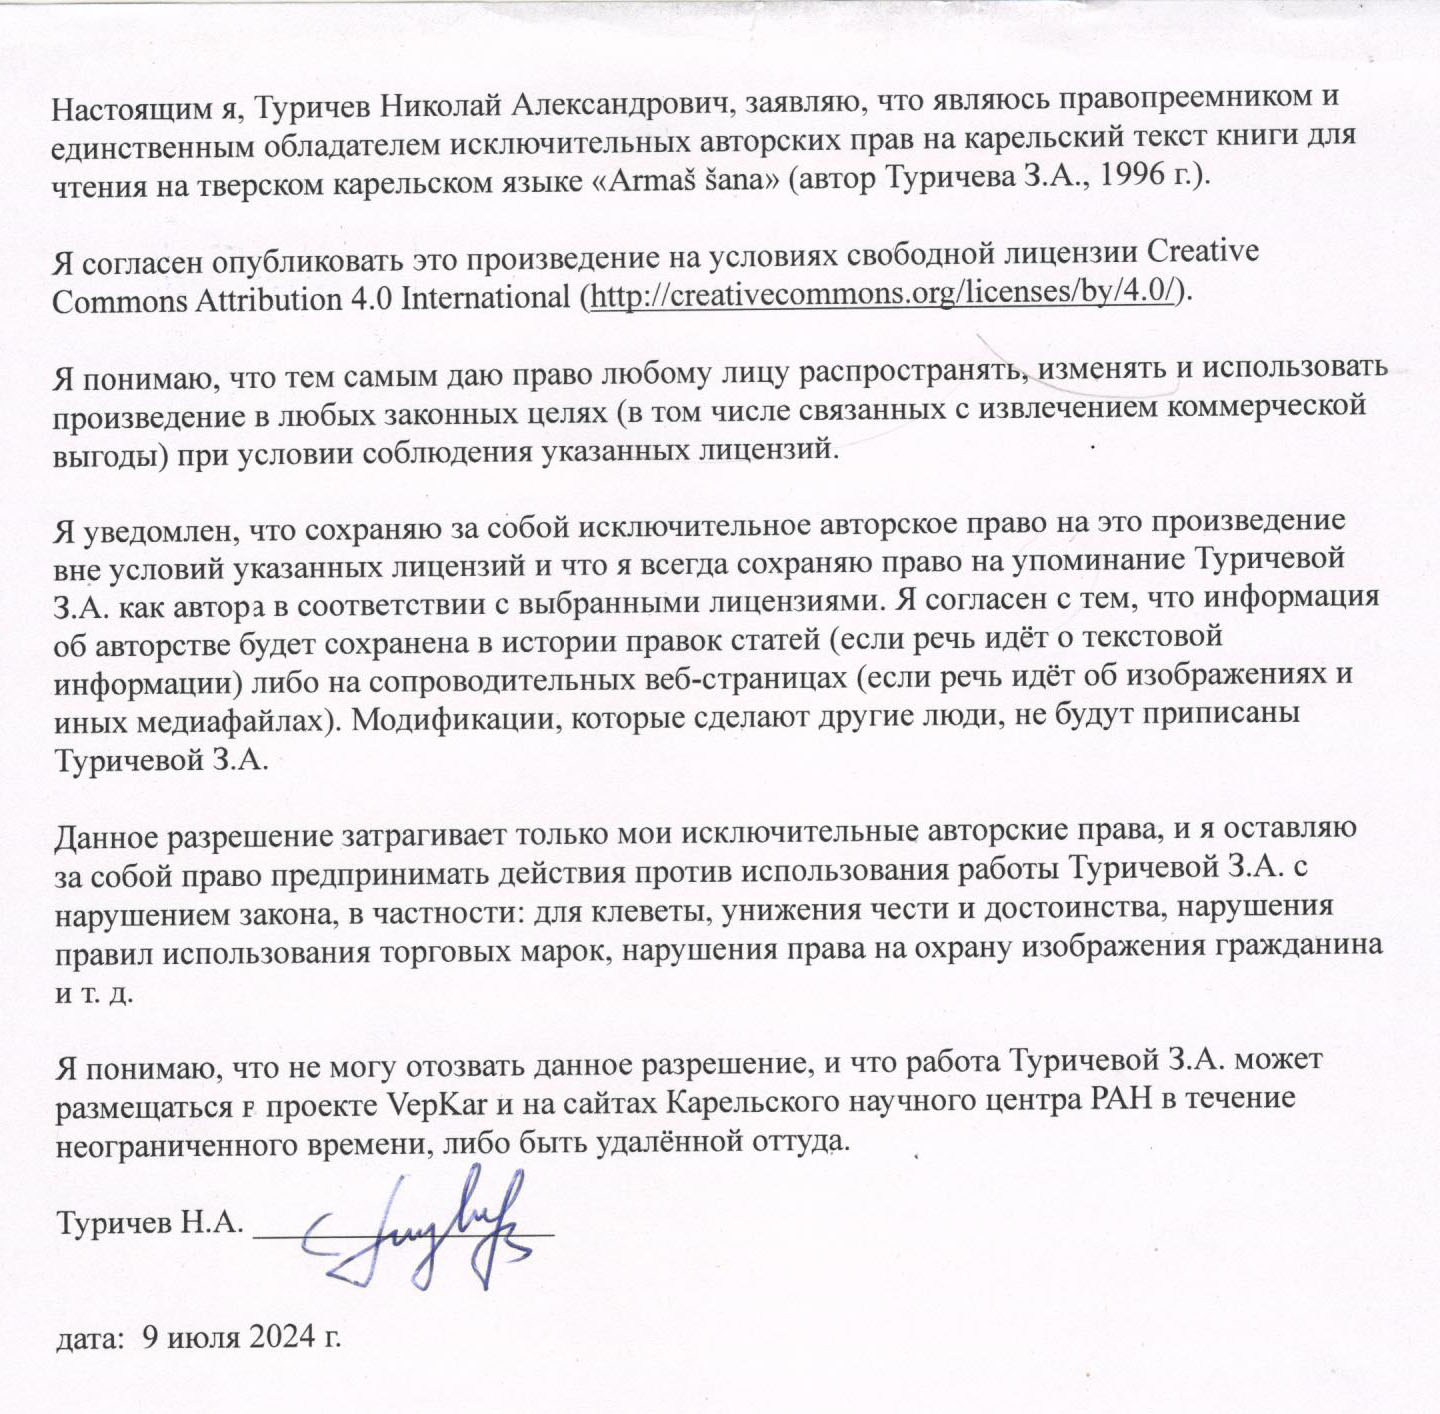 Настоящим я, Туричев Николай Александрович, заявляю, что являюсь правопреемником и
единственным обладателем исключительных авторских прав на карельский текст книги для
чтения на тверском карельском языке «Armaš šana» (автор Туричева З.А., 1996 г.).
Я согласен опубликовать это произведение на условиях свободной лицензии Creative
Commons Attribution 4.0 International (http://creativecommons.org/licenses/by/4.0/).
Я понимаю, что тем самым даю право любому лицу распространять, изменять и использовать
произведение в любых законных целях (в том числе связанных с извлечением коммерческой
выгоды) при условии соблюдения указанных лицензий.
Я уведомлен, что сохраняю за собой исключительное авторское право на это произведение
вне условий указанных лицензий и что я всегда сохраняю право на упоминание Туричевой
З.А. как автора в соответствии с выбранными лицензиями. Я согласен с тем, что информация
об авторстве будет сохранена в истории правок статей (если речь идёт о текстовой
информации) либо на сопроводительных веб-страницах (если речь идёт об изображениях и
иных медиафайлах). Модификации, которые сделают другие люди, не будут приписаны
Туричевой З.А.
Данное разрешение затрагивает только мои исключительные авторские права, и я оставляю
за собой право предпринимать действия против использования работы Туричевой З.А. с
нарушением закона, в частности: для клеветы, унижения чести и достоинства, нарушения
правил использования торговых марок, нарушения права на охрану изображения гражданина
и т. д.
Я понимаю, что не могу отозвать данное разрешение, и что работа Туричевой З.А. может
размещаться в проекте VepKar и на сайтах Карельского научного центра РАН в течение
неограниченного времени, либо быть удалённой оттуда.
Туричев Н.А.
дата: 9 июля 2024 г.